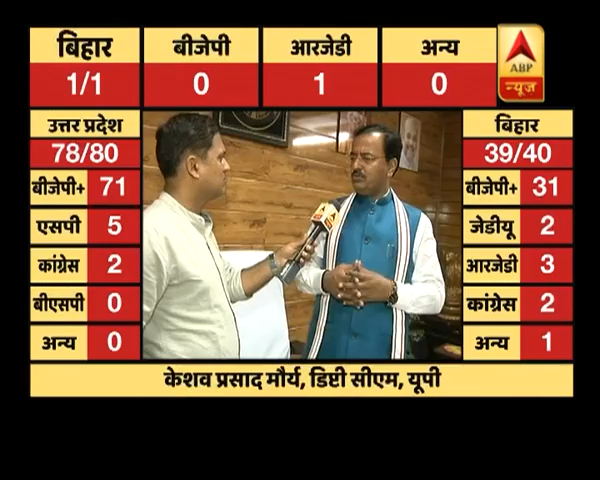 बिहार
बीजेपी
आरजेडी
अन्य
1/1
0
1
0
ABP
न्यूज़
उत्तर प्रदेश
78/80
बीजेपी+ 71
एसपी 5
कांग्रेस 2
बीएसपी 0
अन्य 0
बिहार
39/40
बीजेपी+ 31
जेडीयू 2
आरजेडी 3
कांग्रेस 2
अन्य 1
केशव प्रसाद मौर्य, डिप्टी सीएम, यूपी